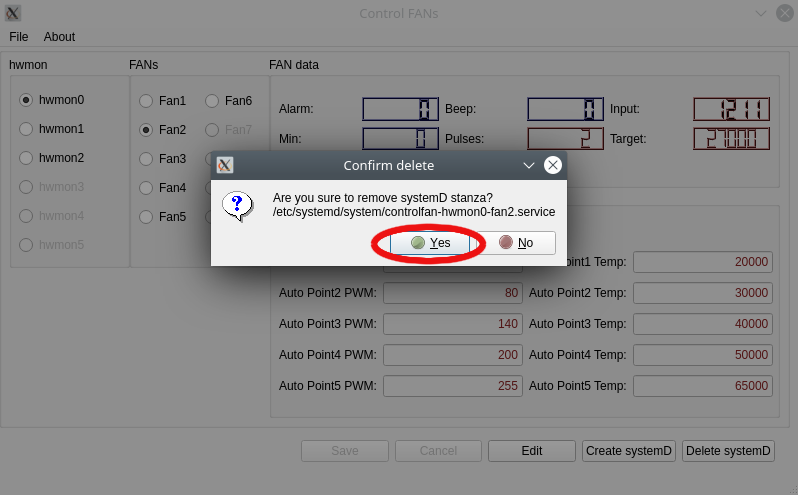 Control FANs
File About
hwmon FANs FAN data
hwmon0 Fan1 Fan6 Alarm: 0 Beep: 0 Input: 1211
hwmon1 Fan2 Fan7 Min: 0 Pulses: 2 Target: 27000
hwmon2 Fan3
hwmon3 Fan4
hwmon4 Fan5
hwmon5
Confirm delete
Are you sure to remove systemD stanza?
/etc/systemd/system/controlfan-hwmon0-fan2.service
Yes No
oint1 Temp: 20000
Auto Point2 PWM: 80 Auto Point2 Temp: 30000
Auto Point3 PWM: 140 Auto Point3 Temp: 40000
Auto Point4 PWM: 200 Auto Point4 Temp: 50000
Auto Point5 PWM: 255 Auto Point5 Temp: 65000
Save Cancel Edit Create systemD Delete systemD